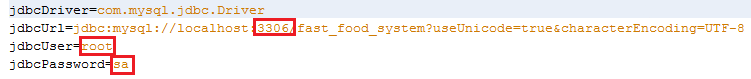 jdbcDriver=com.mysql.jdbc.Driver
jdbcUrl=jdbc:mysql://localhost:3306/fast_food_system?useUnicode=true&characterEncoding=UTF-8
jdbcUser=root
jdbcPassword=sa